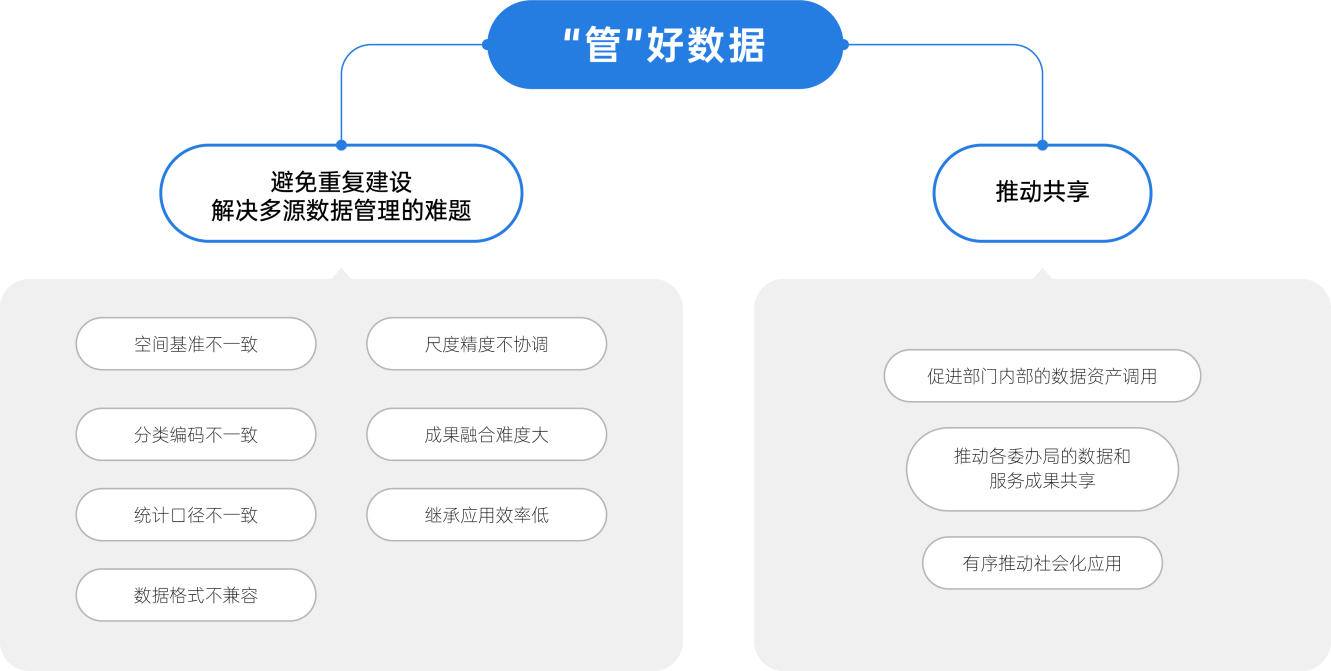 "管"好数据
避免重复建设
解决多源数据管理的难题
推动共享
空间基准不一致
尺度精度不协调
分类编码不一致
成果融合难度大
统计口径不一致
继承应用效率低
数据格式不兼容
促进部门内部的数据资产调用
推动各委办局的数据和
服务成果共享
有序推动社会化应用